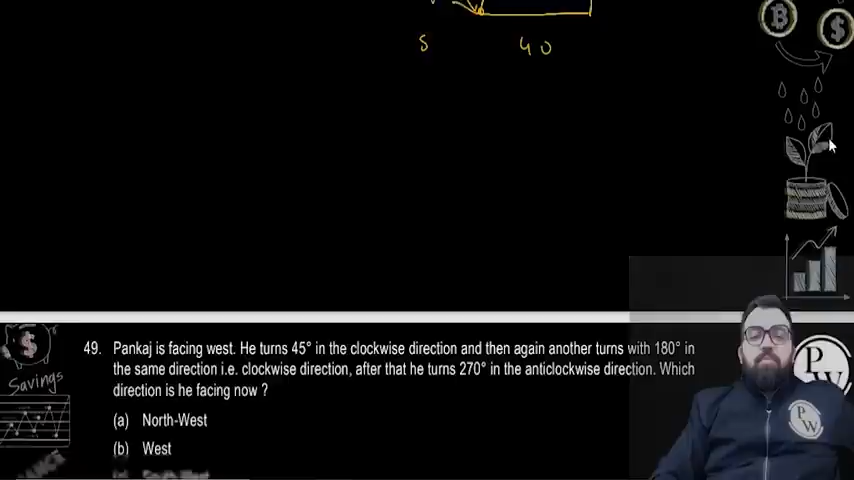 S 40
49. Pankaj is facing west. He turns 45° in the clockwise direction and then again another turns with 180° in
the same direction i.e. clockwise direction, after that he turns 270° in the anticlockwise direction. Which
direction is he facing now ?
(a) North-West
(b) West
(c) South-West
Savings
P
W
P
W